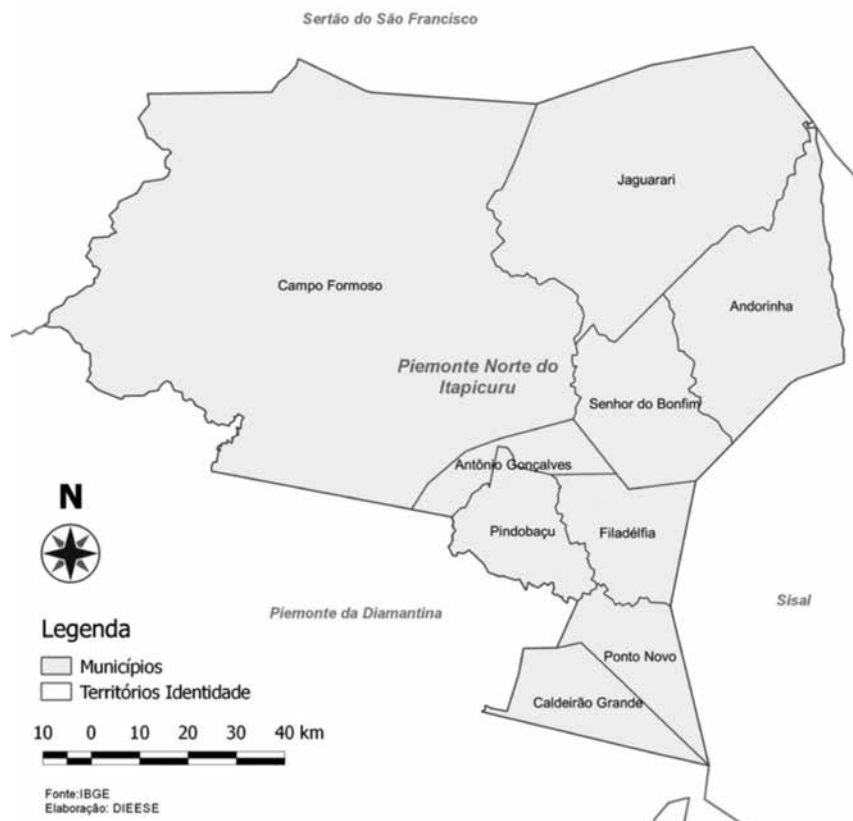 Sertão do São Francisco
Jaguarari
Campo Formoso
Andorinha
Piemonte Norte do
Itapicuru
Senhor do Bonfim
Antônio Gonçalves
Pindobaçu
Filadélfia
N
Piemonte da Diamantina
Sisal
Legenda
Municípios
Territórios Identidade
Ponto Novo
Caldeirão Grande
10 0 10 20 30 40 km
Fonte:IBGE
Elaboração: DIEESE